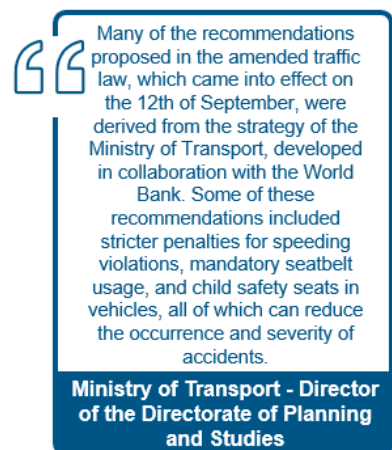 Many of the recommendations
proposed in the amended traffic
law, which came into effect on
the 12th of September, were
derived from the strategy of the
Ministry of Transport, developed
in collaboration with the World
Bank. Some of these
recommendations included
stricter penalties for speeding
violations, mandatory seatbelt
usage, and child safety seats in
vehicles, all of which can reduce
the occurrence and severity of
accidents.
Ministry of Transport - Director
of the Directorate of Planning
and Studies